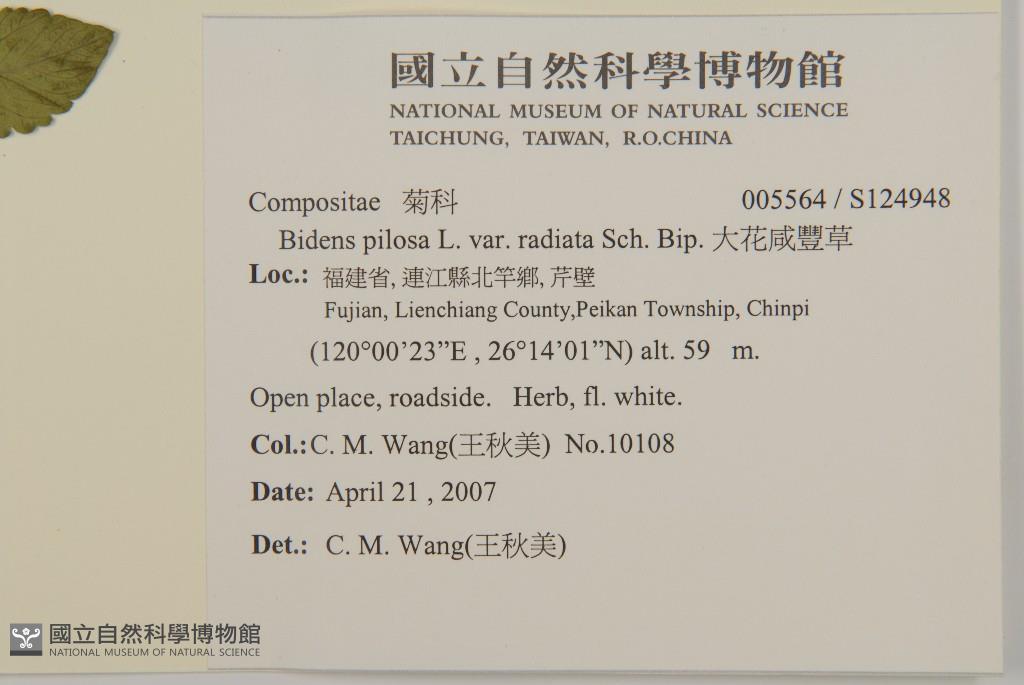 國立自然科學博物館
NATIONAL MUSEUM OF NATURAL SCIENCE
TAICHUNG, TAIWAN, R.O.CHINA
Compositae 菊科 005564 / S124948
Bidens pilosa L. var. radiata Sch. Bip. 大花咸豐草
Loc.: 福建省, 連江縣北竿鄉, 芹壁
Fujian, Lienchiang County,Peikan Township, Chinpi
(120°00’23”E , 26°14’01”N) alt. 59 m.
Open place, roadside. Herb, fl. white.
Col.: C. M. Wang(王秋美) No.10108
Date: April 21 , 2007
Det.: C. M. Wang(王秋美)
國立自然科學博物館
NATIONAL MUSEUM OF NATURAL SCIENCE